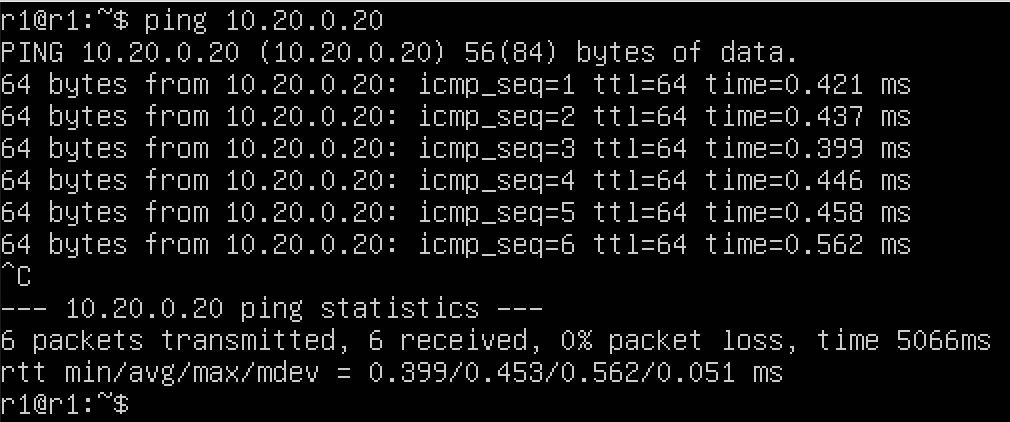 r1@r1:~$ ping 10.20.0.20
PING 10.20.0.20 (10.20.0.20) 56(84) bytes of data.
64 bytes from 10.20.0.20: icmp_seq=1 ttl=64 time=0.421 ms
64 bytes from 10.20.0.20: icmp_seq=2 ttl=64 time=0.437 ms
64 bytes from 10.20.0.20: icmp_seq=3 ttl=64 time=0.399 ms
64 bytes from 10.20.0.20: icmp_seq=4 ttl=64 time=0.446 ms
64 bytes from 10.20.0.20: icmp_seq=5 ttl=64 time=0.458 ms
64 bytes from 10.20.0.20: icmp_seq=6 ttl=64 time=0.562 ms
^C
--- 10.20.0.20 ping statistics ---
6 packets transmitted, 6 received, 0% packet loss, time 5066ms
rtt min/avg/max/mdev = 0.399/0.453/0.562/0.051 ms
r1@r1:~$